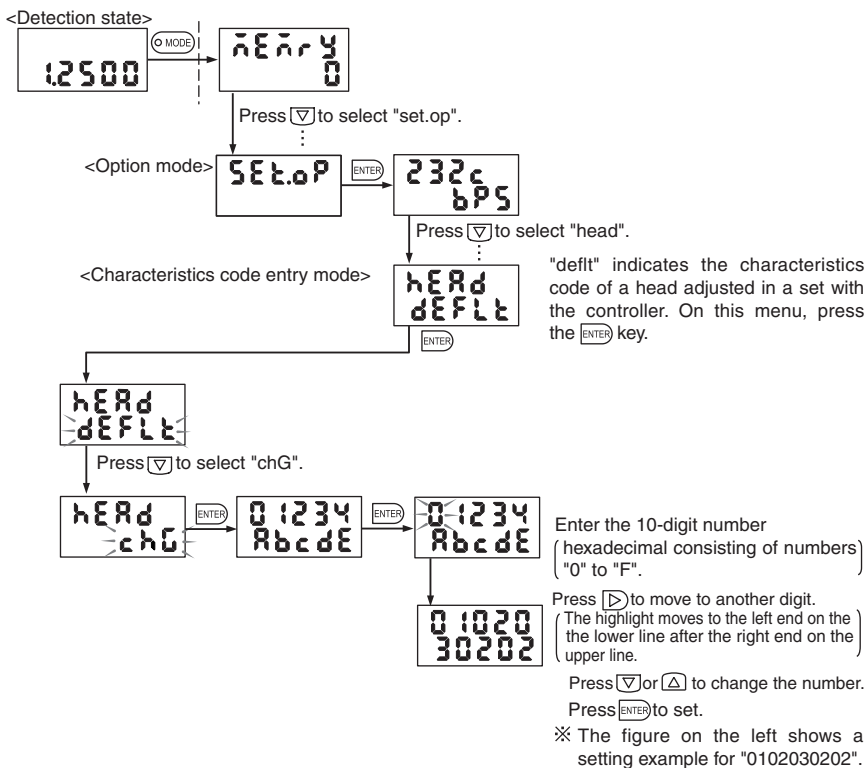 <Detection state>
1.2500
MODE
mEmry
0
Press ▽ to select "set.op".
<Option mode>
SEt.oP
ENTER
232c
bPS
Press ▽ to select "head".
<Characteristics code entry mode>
hEAd
dEFLt
"deflt" indicates the characteristics
code of a head adjusted in a set with
the controller. On this menu, press
the ENTER key.
ENTER
hEAd
dEFLt
Press ▽ to select "chG".
hEAd
chG
ENTER
01234
AbcdE
ENTER
01234
AbcdE
Enter the 10-digit number
(hexadecimal consisting of numbers
"0" to "F".)
01020
30202
Press ▷ to move to another digit.
(The highlight moves to the left end on the
the lower line after the right end on the
upper line.)
Press ▽ or △ to change the number.
Press ENTER to set.
※ The figure on the left shows a
setting example for "0102030202".